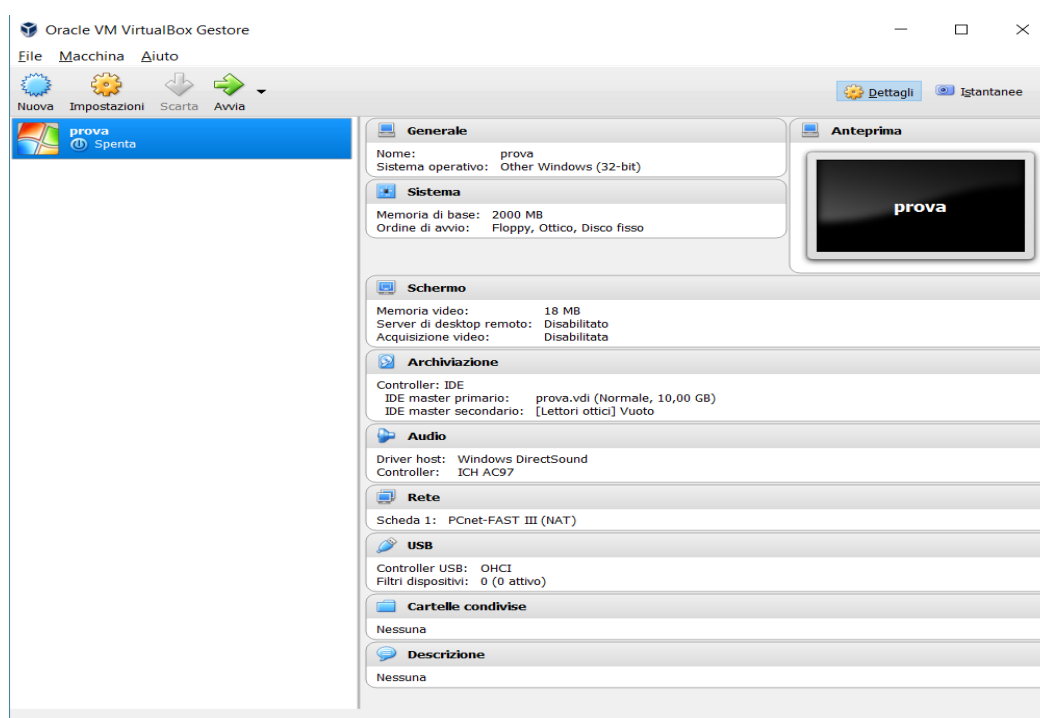 Oracle VM VirtualBox Gestore
File Macchina Aiuto
Nuova Impostazioni Scarta Avvia Dettagli Istantanee
prova
Spenta
Generale
Nome: prova
Sistema operativo: Other Windows (32-bit)
Sistema
Memoria di base: 2000 MB
Ordine di avvio: Floppy, Ottico, Disco fisso
Anteprima
prova
Schermo
Memoria video: 18 MB
Server di desktop remoto: Disabilitato
Acquisizione video: Disabilitata
Archiviazione
Controller: IDE
IDE master primario: prova.vdi (Normale, 10,00 GB)
IDE master secondario: [Lettori ottici] Vuoto
Audio
Driver host: Windows DirectSound
Controller: ICH AC97
Rete
Scheda 1: PCnet-FAST III (NAT)
USB
Controller USB: OHCI
Filtri dispositivi: 0 (0 attivo)
Cartelle condivise
Nessuna
Descrizione
Nessuna